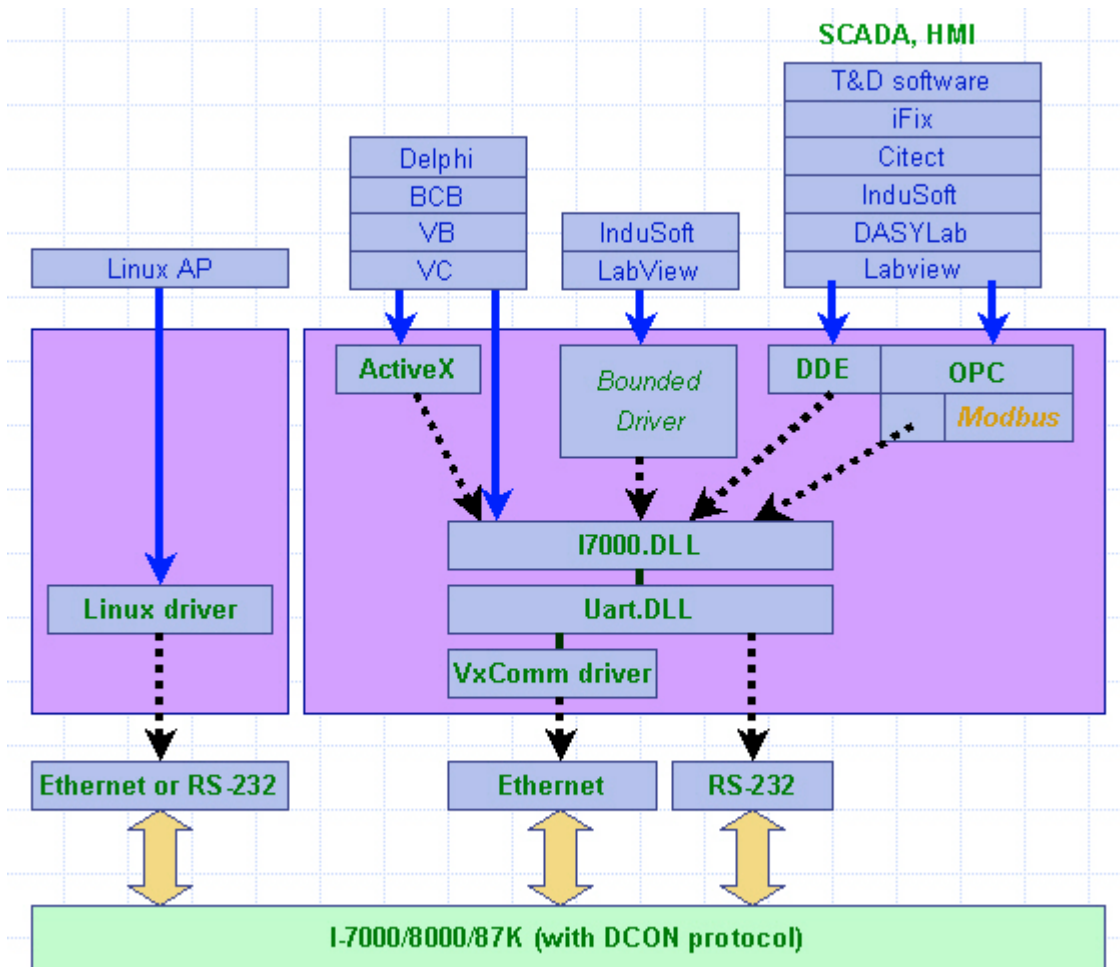 SCADA, HMI
T&D software
iFix
Citect
InduSoft
DASYLab
Labview
Delphi
BCB
VB
VC
InduSoft
LabView
Linux AP
ActiveX
Bounded
Driver
DDE
OPC
Modbus
I7000.DLL
Uart.DLL
Linux driver
VxComm driver
Ethernet or RS-232
Ethernet
RS-232
I-7000/8000/87K (with DCON protocol)